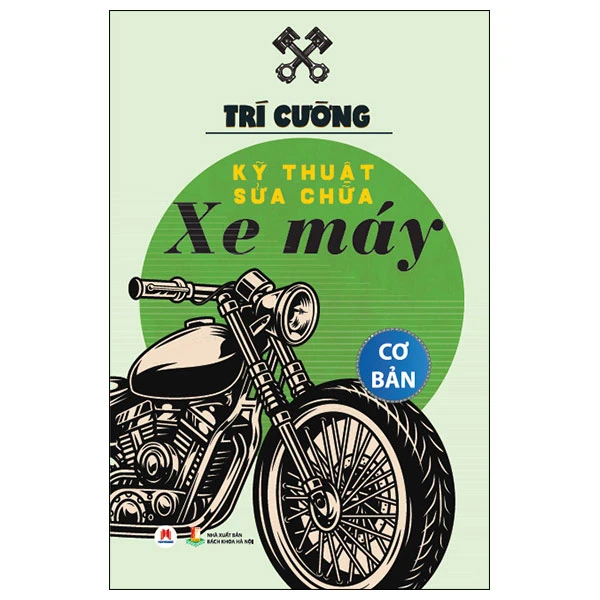 TRÍ CƯỜNG
KỸ THUẬT
SỬA CHỮA
Xe máy
CƠ
BẢN
NHÀ XUẤT BẢN
BÁCH KHOA HÀ NỘI